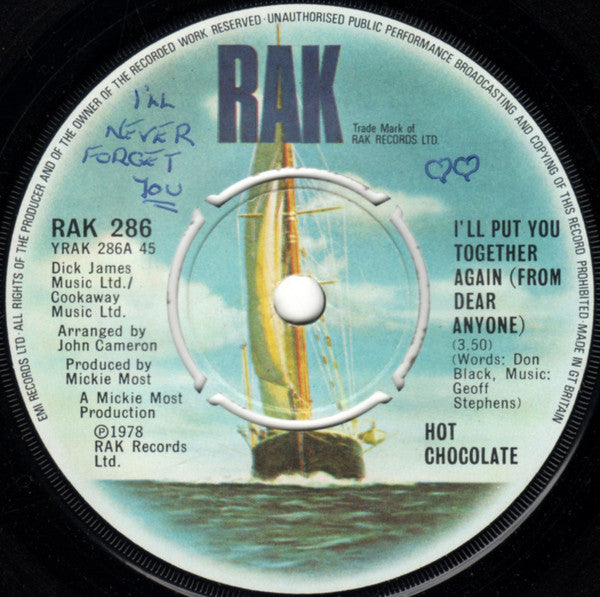 EMI RECORDS LTD · ALL RIGHTS OF THE PRODUCER AND OF THE OWNER OF THE RECORDED WORK RESERVED · UNAUTHORISED PUBLIC PERFORMANCE BROADCASTING AND COPYING OF THIS RECORD PROHIBITED · MADE IN GT BRITAIN
RAK
Trade Mark of
RAK RECORDS LTD.
I'LL
NEVER
FORGET
YOU
RAK 286
YRAK 286A 45
Dick James
Music Ltd./
Cookaway
Music Ltd.
Arranged by
John Cameron
Produced by
Mickie Most
A Mickie Most
Production
Ⓟ1978
RAK Records
Ltd.
I'LL PUT YOU
TOGETHER
AGAIN (FROM
DEAR
ANYONE)
(3.50)
(Words: Don
Black, Music:
Geoff
Stephens)
HOT
CHOCOLATE